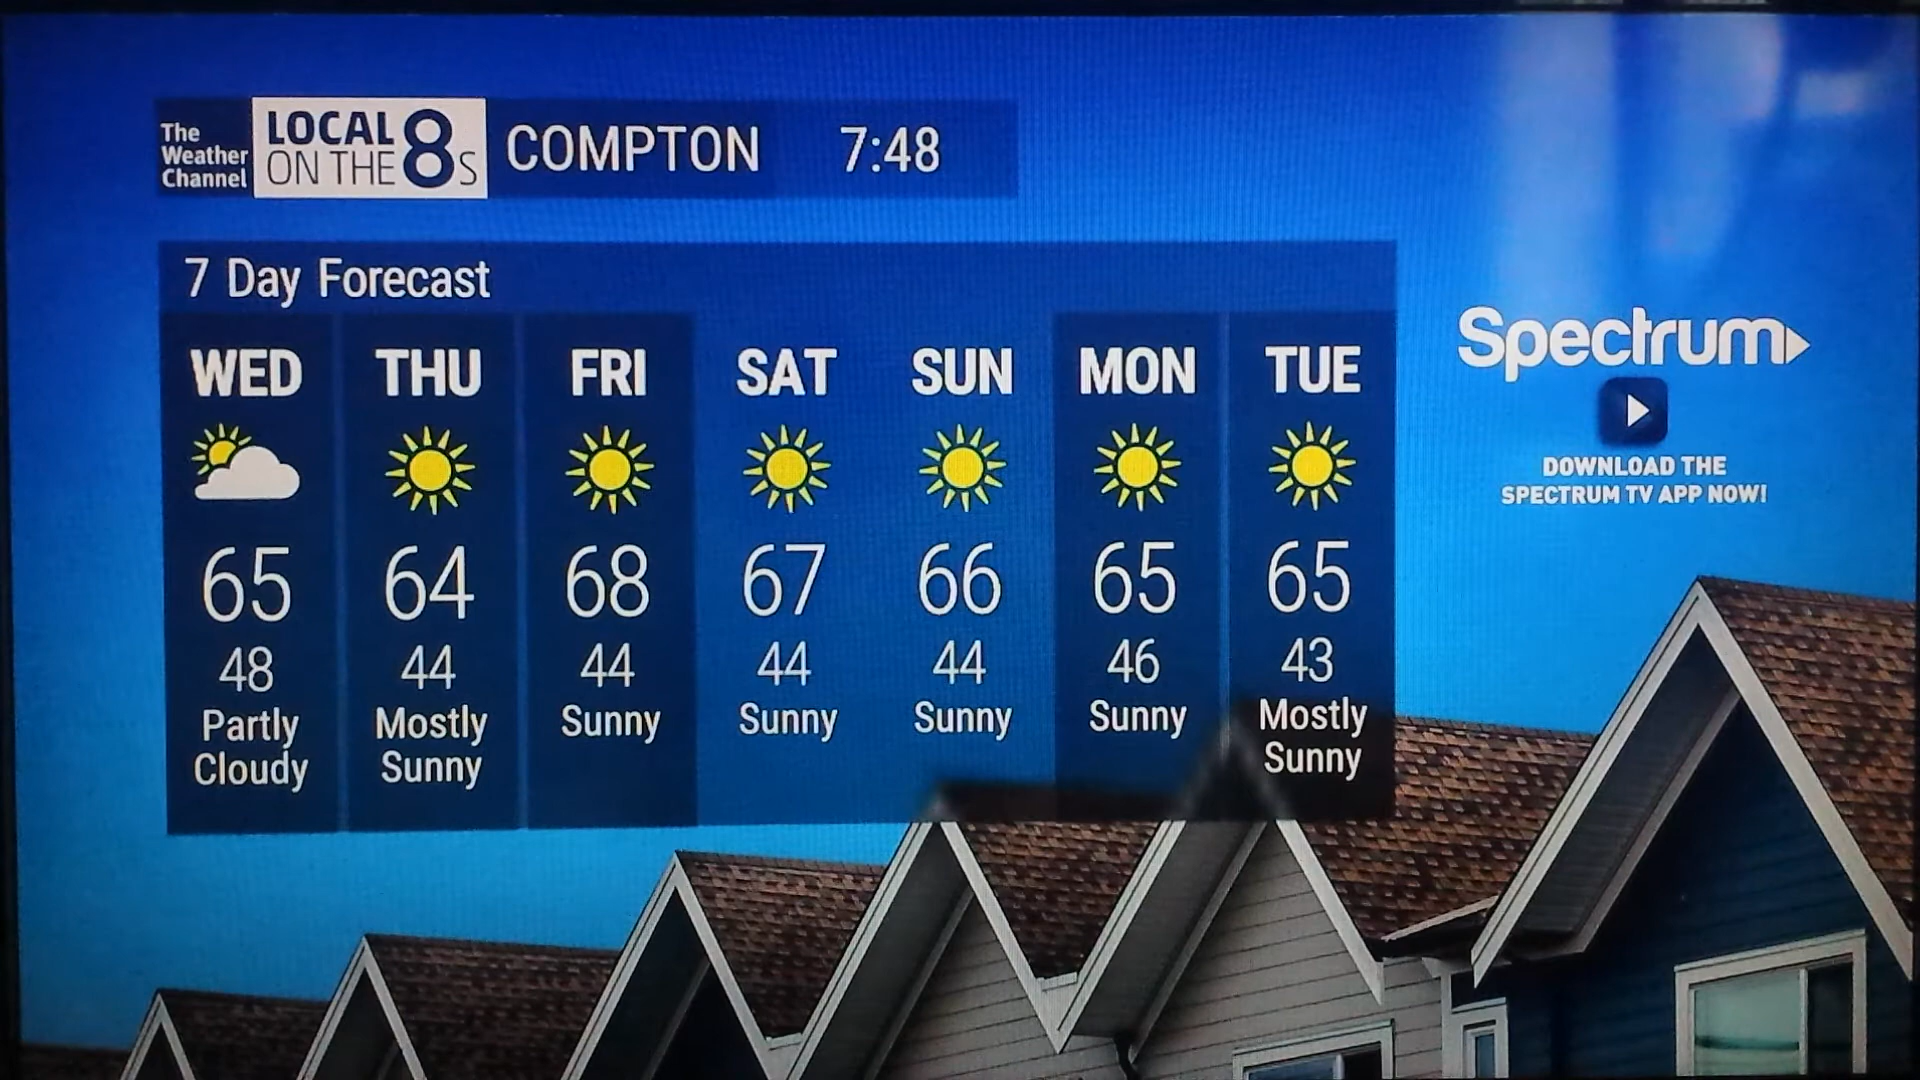 The
Weather
Channel
LOCAL
ON THE 8s
COMPTON 7:48
7 Day Forecast
WED THU FRI SAT SUN MON TUE
65 64 68 67 66 65 65
48 44 44 44 44 46 43
Partly Mostly Sunny Sunny Sunny Sunny Mostly
Cloudy Sunny Sunny
Spectrum
DOWNLOAD THE
SPECTRUM TV APP NOW!